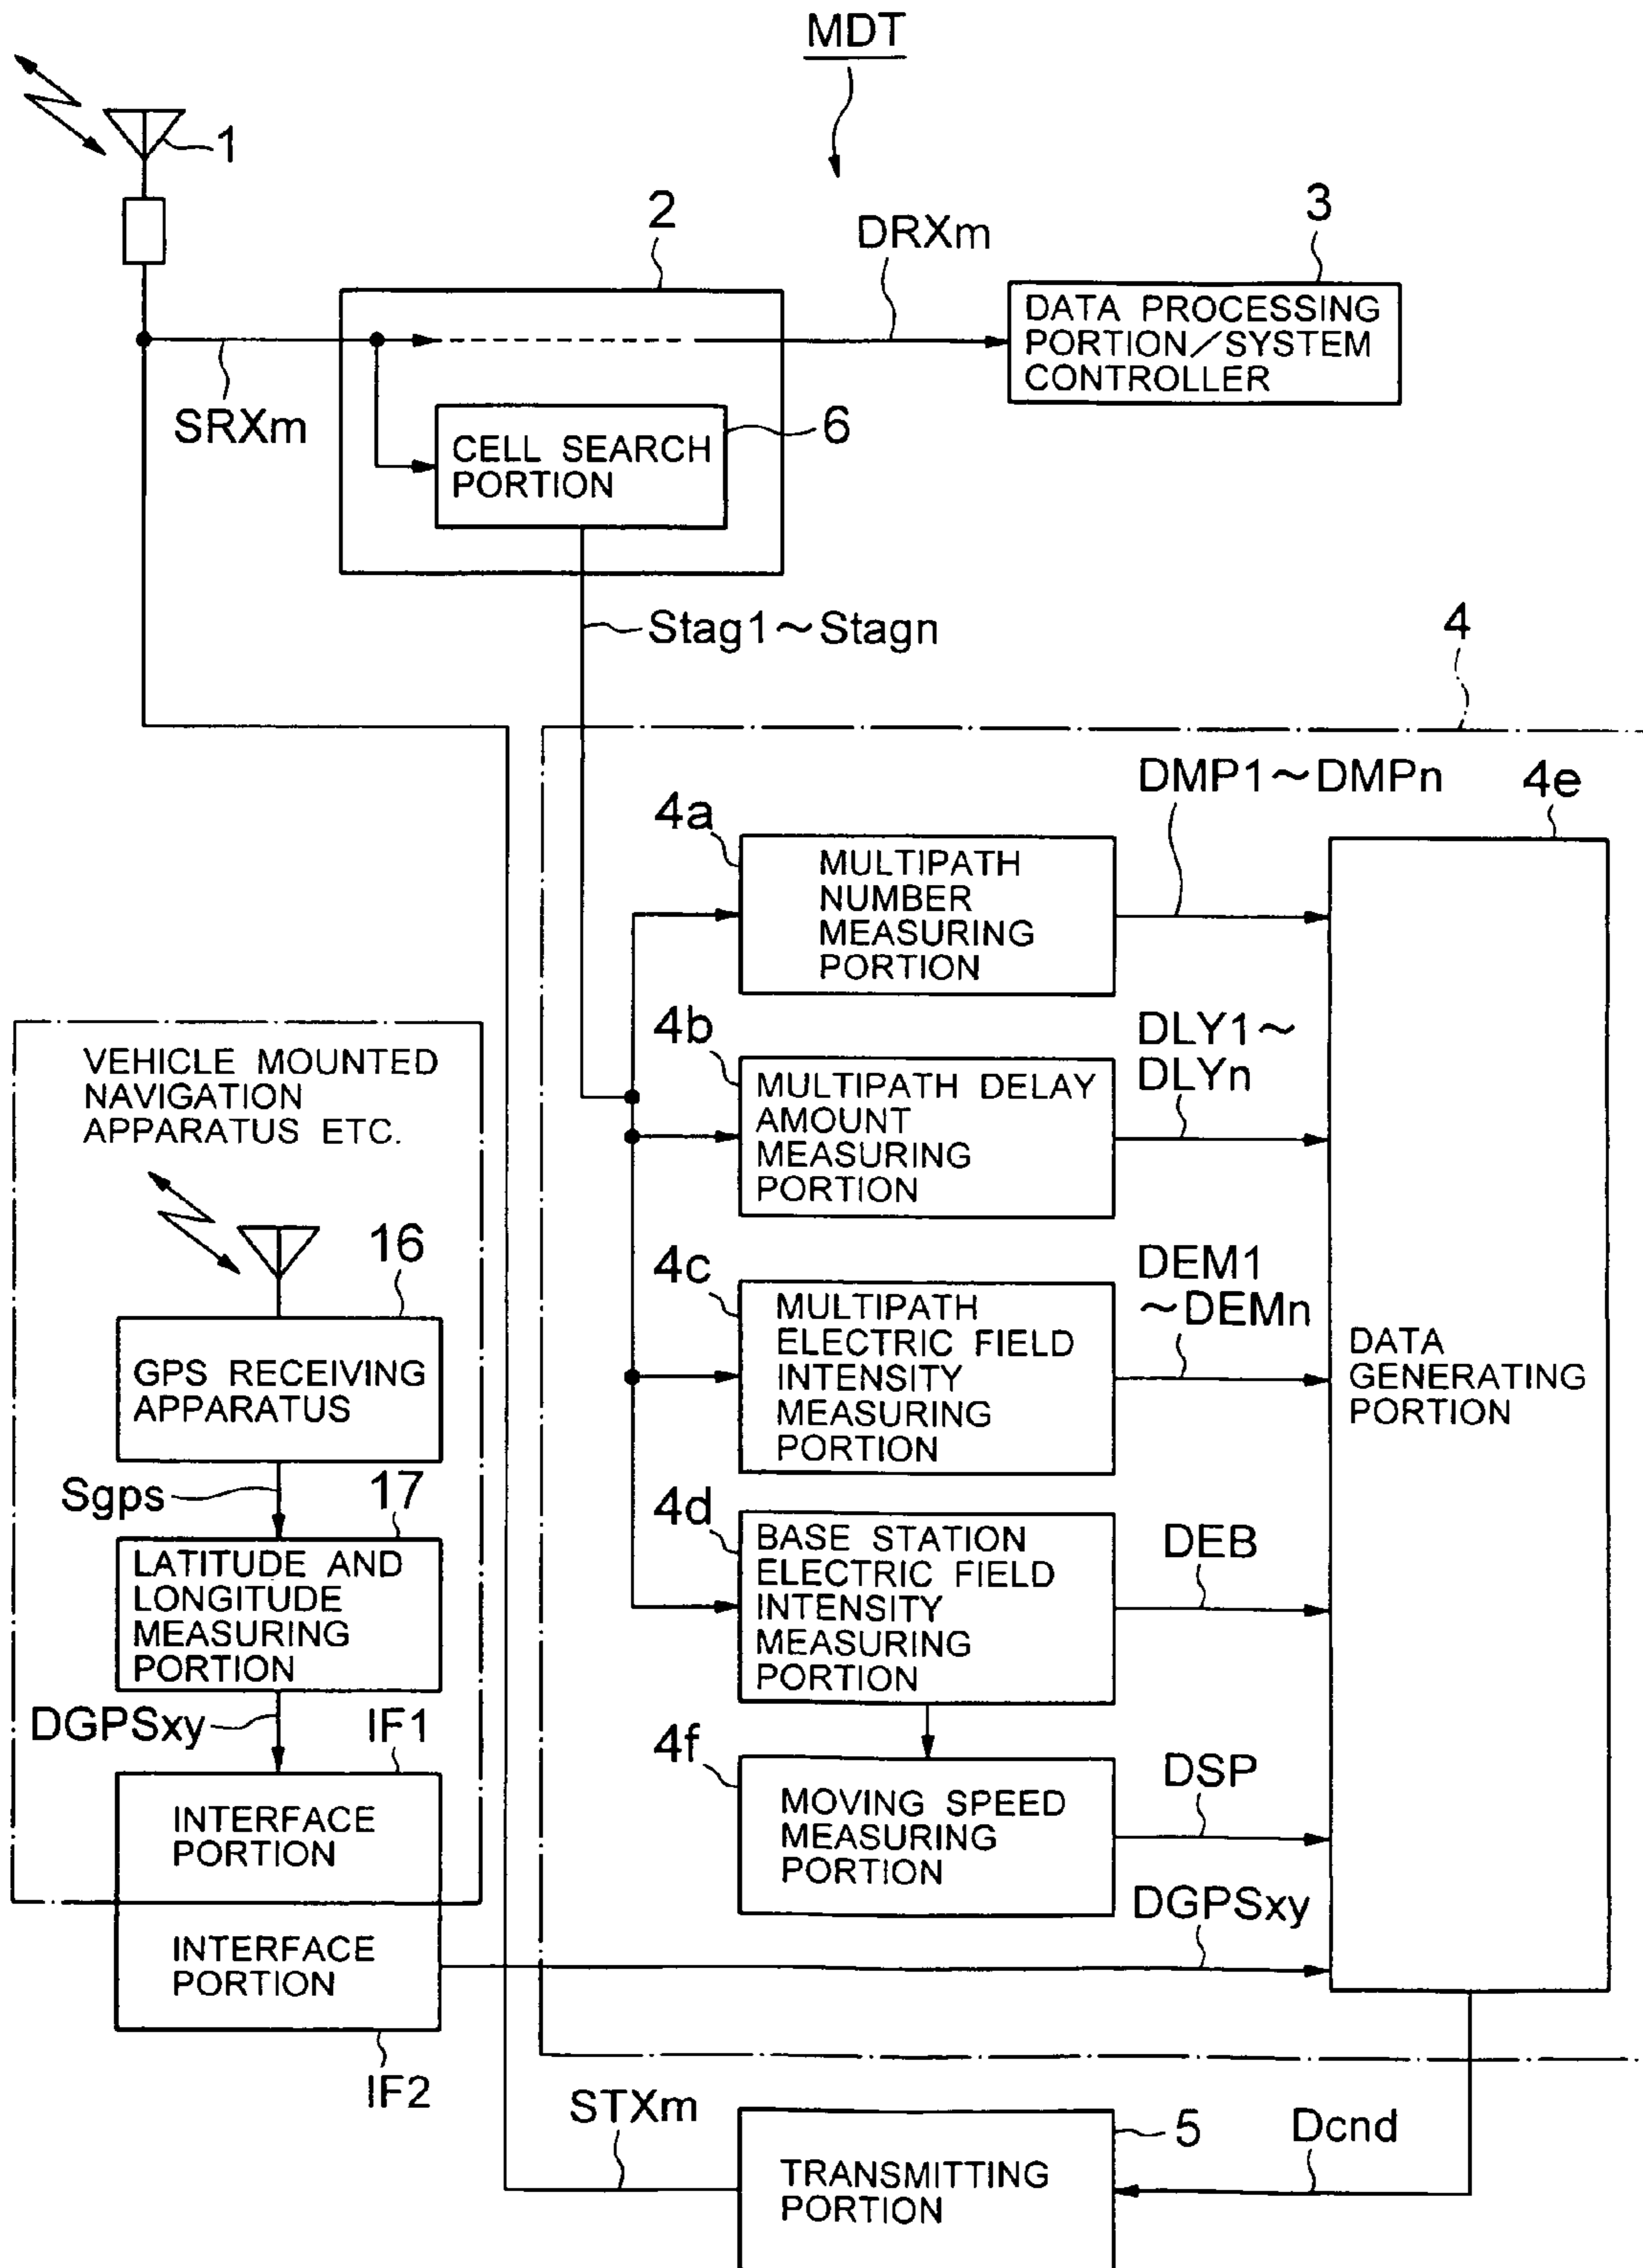 MDT
1
2
DRXm
3
DATA PROCESSING
PORTION/SYSTEM
CONTROLLER
SRXm
CELL SEARCH
PORTION
6
Stag1~Stagn
4
DMP1~DMPn
4e
4a
MULTIPATH
NUMBER
MEASURING
PORTION
4b
DLY1~
DLYn
MULTIPATH DELAY
AMOUNT
MEASURING
PORTION
VEHICLE MOUNTED
NAVIGATION
APPARATUS ETC.
16
4c
DEM1
~DEMn
MULTIPATH
ELECTRIC FIELD
INTENSITY
MEASURING
PORTION
DATA
GENERATING
PORTION
GPS RECEIVING
APPARATUS
Sgps
17
4d
BASE STATION
ELECTRIC FIELD
INTENSITY
MEASURING
PORTION
DEB
LATITUDE AND
LONGITUDE
MEASURING
PORTION
DGPSxy
IF1
4f
MOVING SPEED
MEASURING
PORTION
DSP
INTERFACE
PORTION
DGPSxy
INTERFACE
PORTION
IF2
STXm
5
Dcnd
TRANSMITTING
PORTION